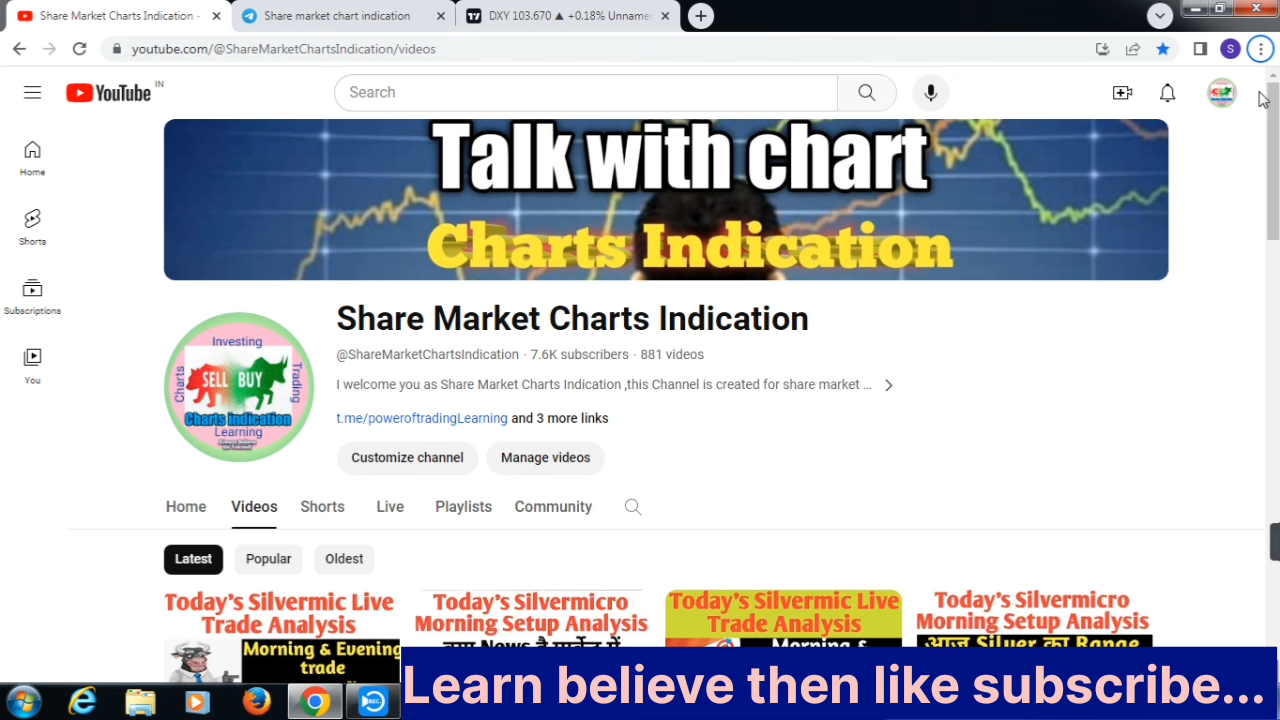 Share Market Charts Indication -
Share market chart indication
DXY 103.670 ▲ +0.18% Unname
youtube.com/@ShareMarketChartsIndication/videos
S
YouTube IN
Search
Talk with chart
Charts Indication
Home
Shorts
Subscriptions
You
Investing
Charts
SELL BUY
Trading
Charts indication
Learning
Share Market Charts Indication
@ShareMarketChartsIndication · 7.6K subscribers · 881 videos
I welcome you as Share Market Charts Indication ,this Channel is created for share market ...
t.me/poweroftradingLearning and 3 more links
Customize channel
Manage videos
Home
Videos
Shorts
Live
Playlists
Community
Latest
Popular
Oldest
Today's Silvermic Live
Trade Analysis
Morning & Evening
trade
Today's Silvermicro
Morning Setup Analysis
Today's Silvermic Live
Trade Analysis
Today's Silvermicro
Morning Setup Analysis
आज Silver का Range
Learn believe then like subscribe...